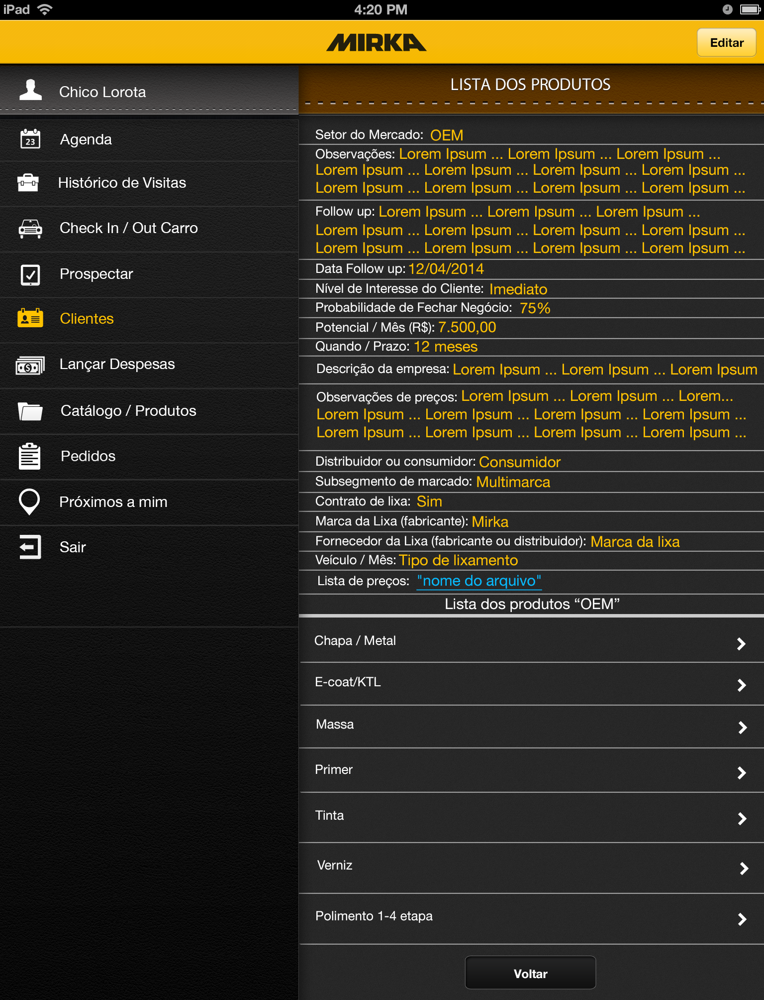 iPad
4:20 PM
MIRKA
Editar
Chico Lorota
23
Agenda
Histórico de Visitas
Check In / Out Carro
Prospectar
Clientes
$
Lançar Despesas
Catálogo / Produtos
Pedidos
Próximos a mim
Sair
LISTA DOS PRODUTOS
Setor do Mercado: OEM
Observações: Lorem Ipsum ... Lorem Ipsum ... Lorem Ipsum ...
Lorem Ipsum ... Lorem Ipsum ... Lorem Ipsum ... Lorem Ipsum ...
Lorem Ipsum ... Lorem Ipsum ... Lorem Ipsum ... Lorem Ipsum ...
Follow up: Lorem Ipsum ... Lorem Ipsum ... Lorem Ipsum ...
Lorem Ipsum ... Lorem Ipsum ... Lorem Ipsum ... Lorem Ipsum ...
Lorem Ipsum ... Lorem Ipsum ... Lorem Ipsum ... Lorem Ipsum ...
Data Follow up: 12/04/2014
Nível de Interesse do Cliente: Imediato
Probabilidade de Fechar Negócio: 75%
Potencial / Mês (R$): 7.500,00
Quando / Prazo: 12 meses
Descrição da empresa: Lorem Ipsum ... Lorem Ipsum ... Lorem Ipsum
Observações de preços: Lorem Ipsum ... Lorem Ipsum ... Lorem...
Lorem Ipsum ... Lorem Ipsum ... Lorem Ipsum ... Lorem Ipsum ...
Lorem Ipsum ... Lorem Ipsum ... Lorem Ipsum ... Lorem Ipsum ...
Distribuidor ou consumidor: Consumidor
Subsegmento de marcado: Multimarca
Contrato de lixa: Sim
Marca da Lixa (fabricante): Mirka
Fornecedor da Lixa (fabricante ou distribuidor): Marca da lixa
Veículo / Mês: Tipo de lixamento
Lista de preços: "nome do arquivo"
Lista dos produtos “OEM”
Chapa / Metal
E-coat/KTL
Massa
Primer
Tinta
Verniz
Polimento 1-4 etapa
Voltar